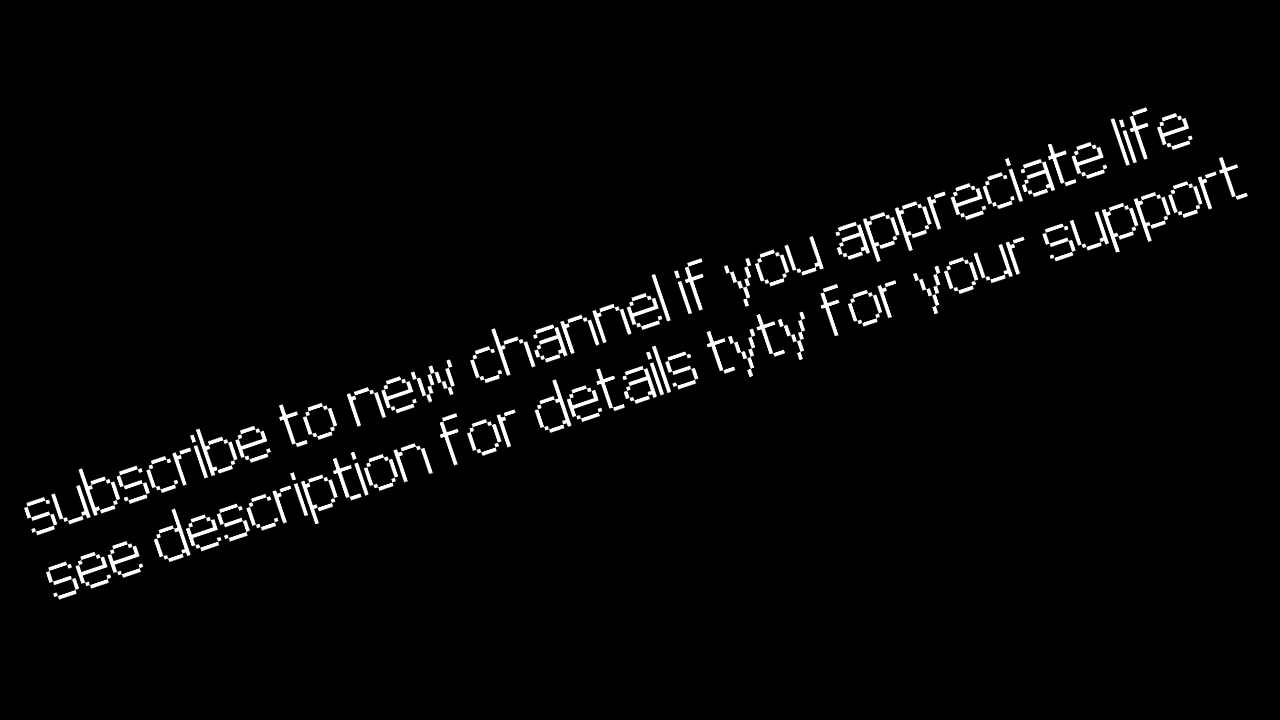 subscribe to new channel if you appreciate life
see description for details tyty for your support